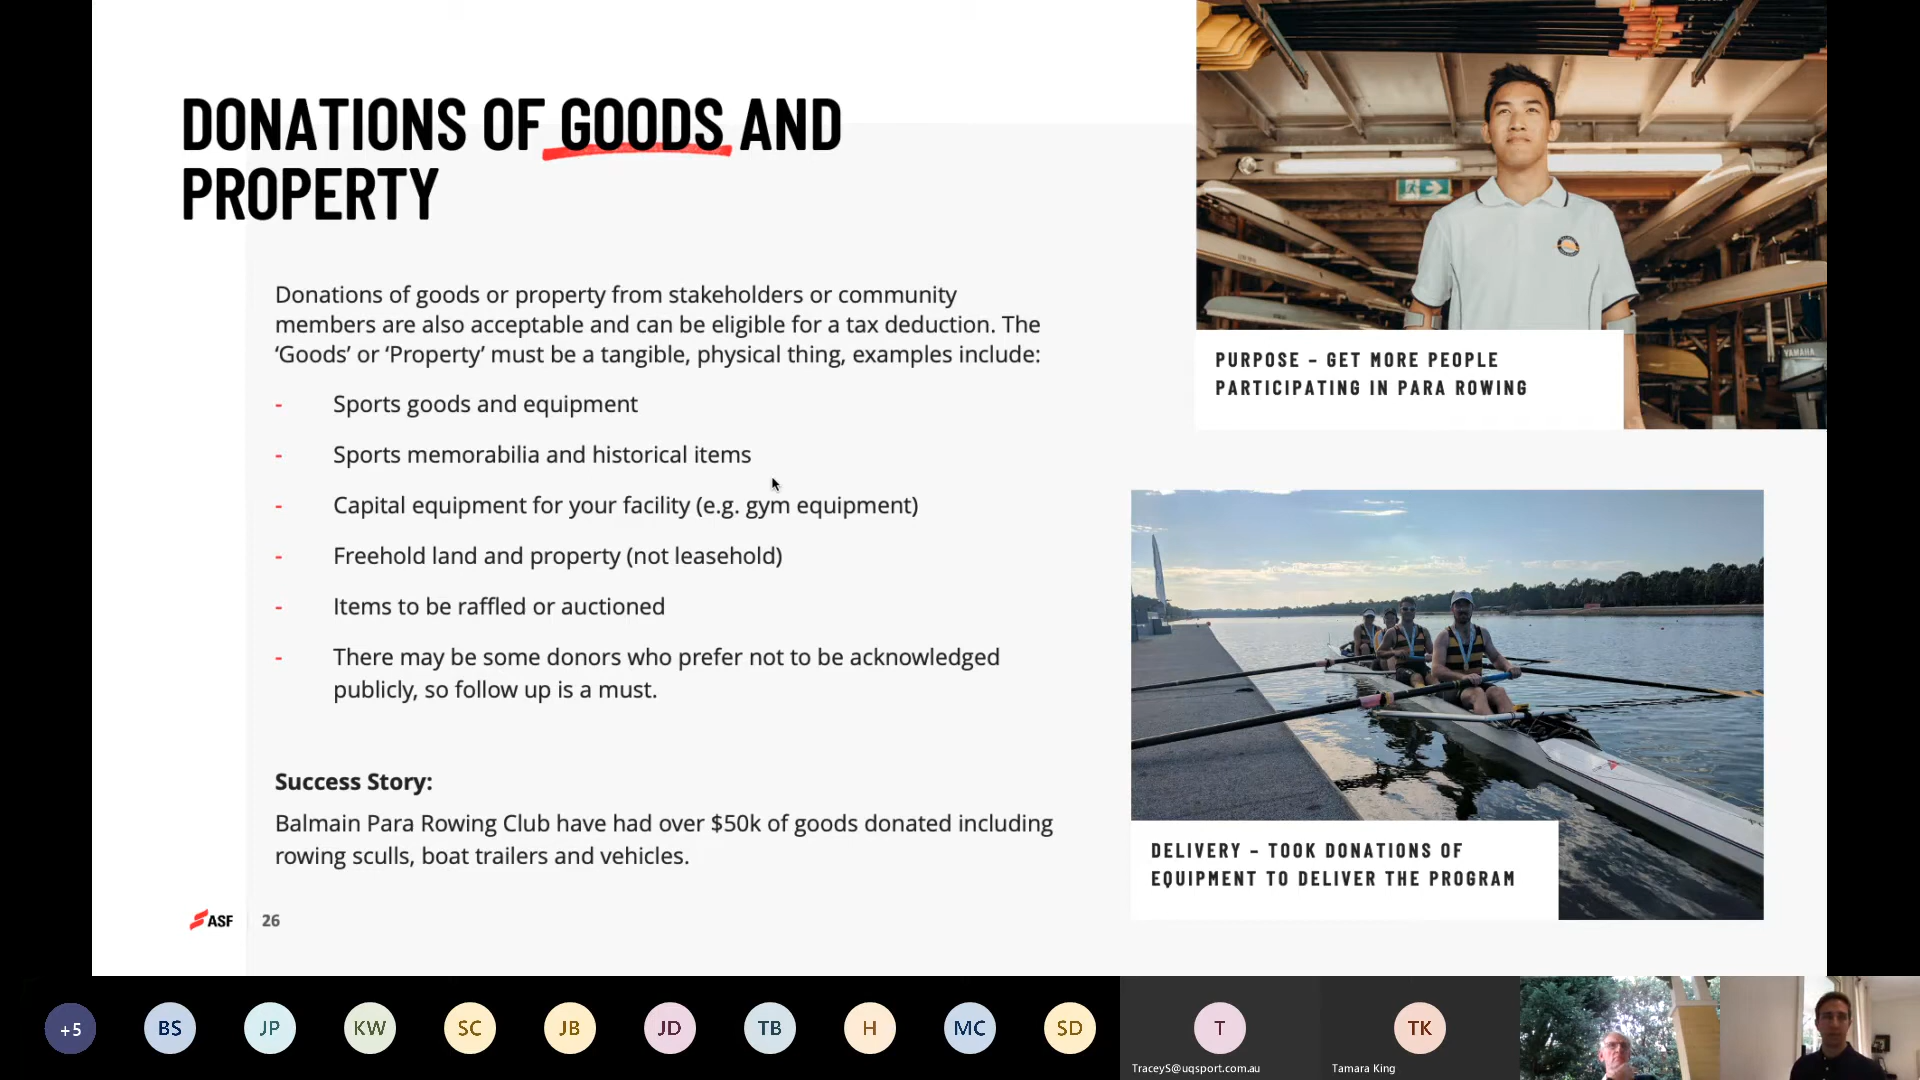 DONATIONS OF GOODS AND
PROPERTY
Donations of goods or property from stakeholders or community
members are also acceptable and can be eligible for a tax deduction. The
‘Goods’ or ‘Property’ must be a tangible, physical thing, examples include:
- Sports goods and equipment
- Sports memorabilia and historical items
- Capital equipment for your facility (e.g. gym equipment)
- Freehold land and property (not leasehold)
- Items to be raffled or auctioned
- There may be some donors who prefer not to be acknowledged
publicly, so follow up is a must.
Success Story:
Balmain Para Rowing Club have had over $50k of goods donated including
rowing sculls, boat trailers and vehicles.
ASF 26
PURPOSE – GET MORE PEOPLE
PARTICIPATING IN PARA ROWING
YAMAHA
DELIVERY – TOOK DONATIONS OF
EQUIPMENT TO DELIVER THE PROGRAM
+5 BS JP KW SC JB JD TB H MC SD T TK
TraceyS@uqsport.com.au Tamara King